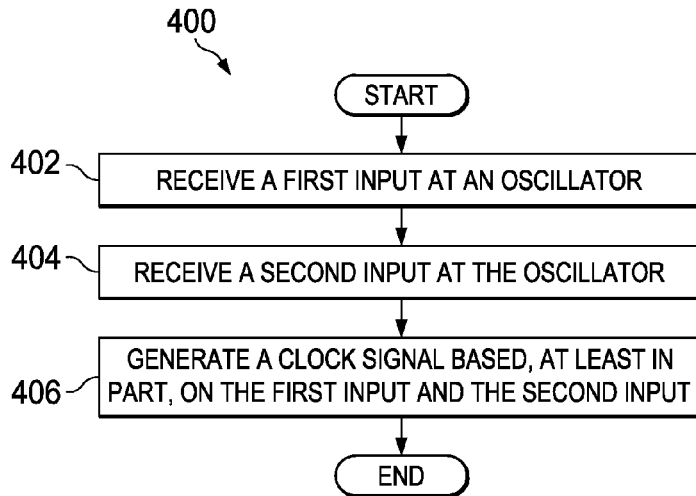 400
START
402
RECEIVE A FIRST INPUT AT AN OSCILLATOR
404
RECEIVE A SECOND INPUT AT THE OSCILLATOR
406
GENERATE A CLOCK SIGNAL BASED, AT LEAST IN
PART, ON THE FIRST INPUT AND THE SECOND INPUT
END